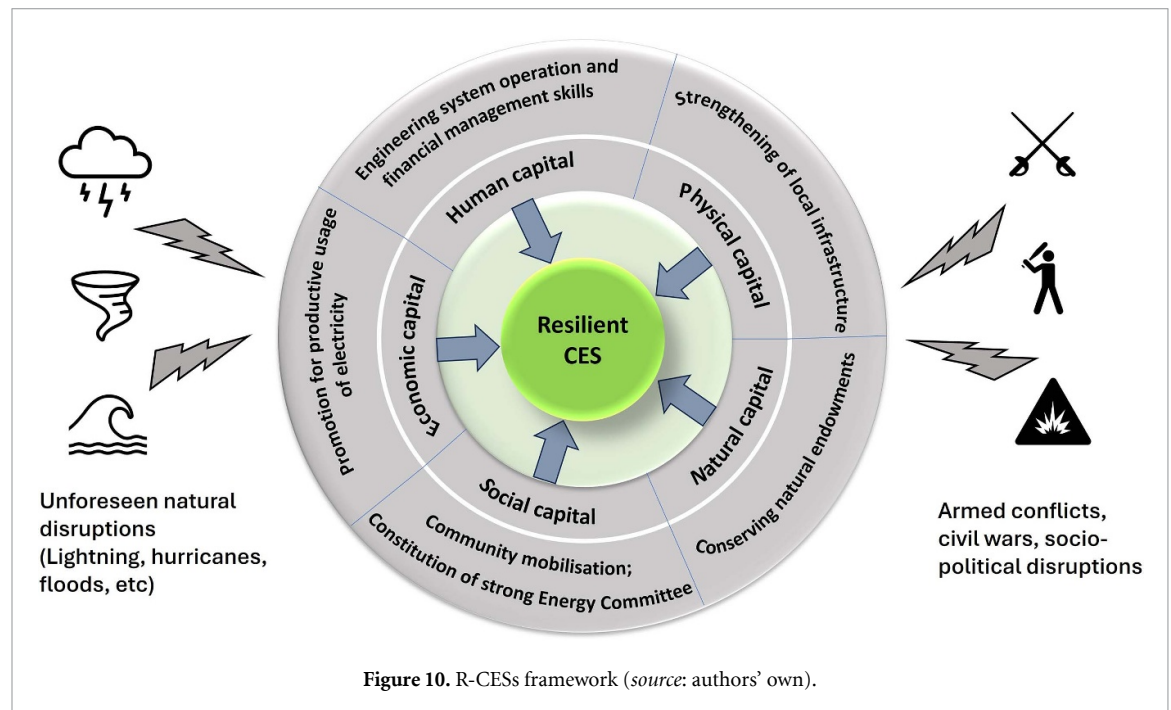 Engineering system operation and
financial management skills
Strengthening of local infrastructure
Human capital
Physical capital
Promotion for productive usage
of electricity
Economic capital
Resilient
CES
Natural capital
Conserving natural endowments
Social capital
Community mobilisation;
Constitution of strong Energy Committee
Unforeseen natural
disruptions
(Lightning, hurricanes,
floods, etc)
Armed conflicts,
civil wars, socio-
political disruptions
Figure 10. R-CESs framework (source: authors' own).